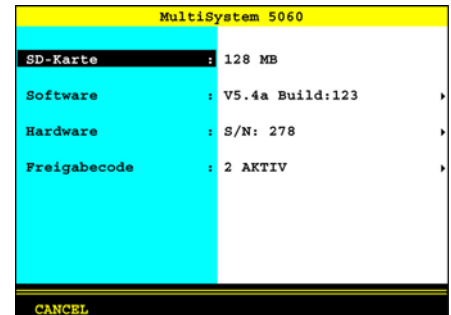 MultiSystem 5060
SD-Karte : 128 MB
Software : V5.4a Build:123
Hardware : S/N: 278
Freigabecode : 2 AKTIV
CANCEL